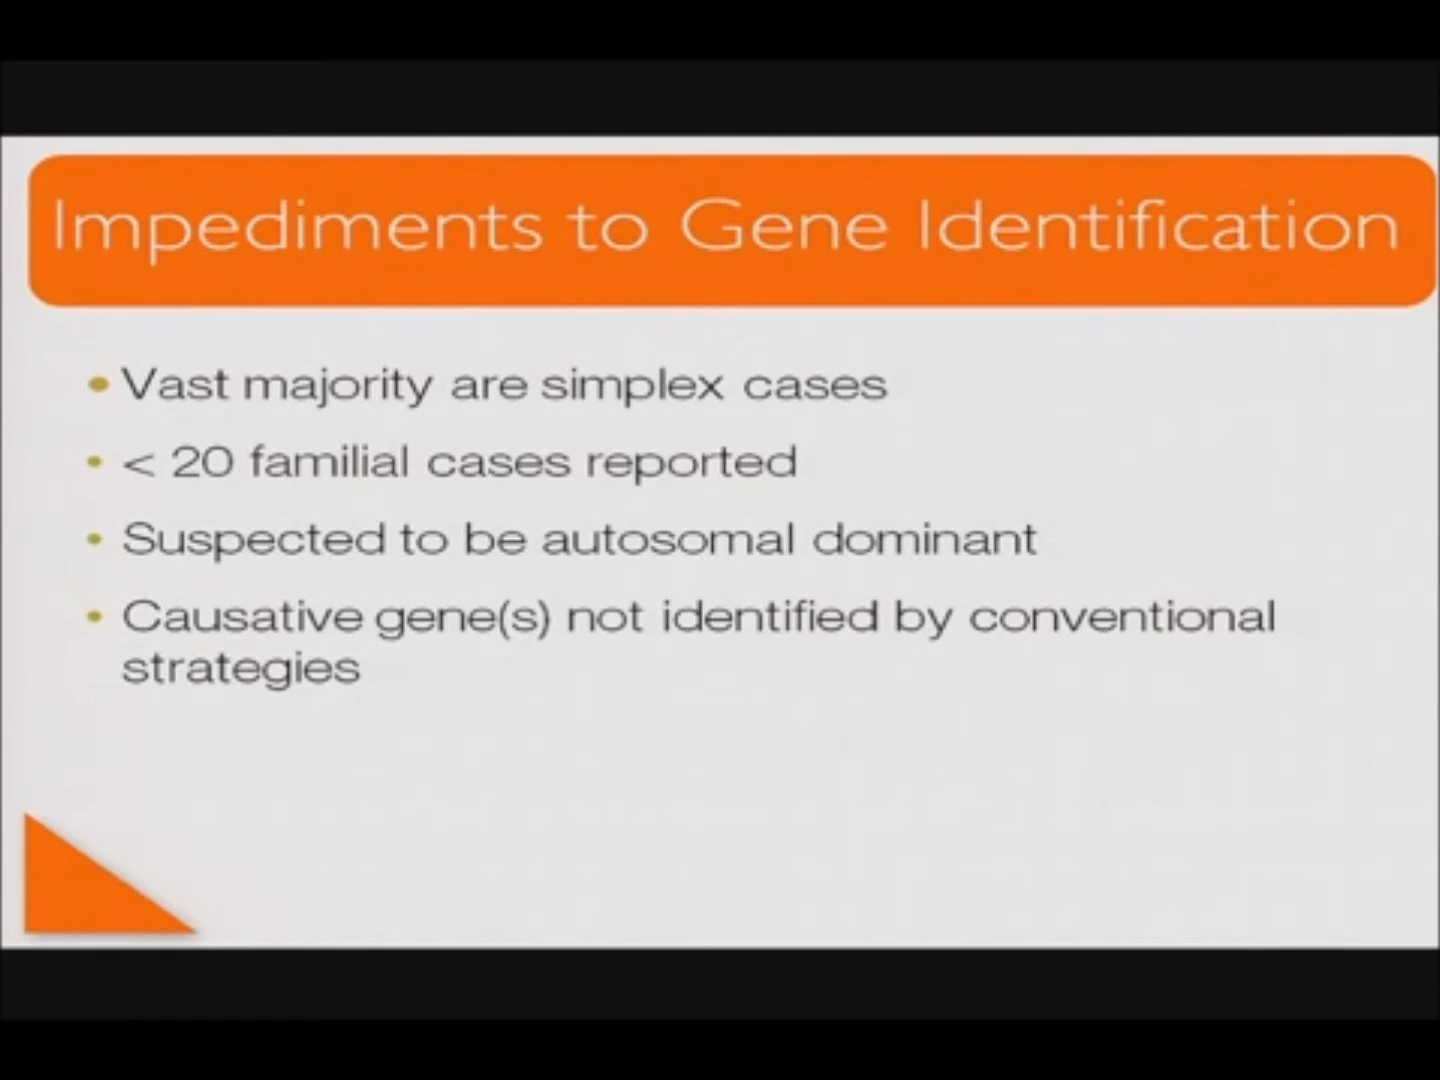 Impediments to Gene Identification
• Vast majority are simplex cases
• < 20 familial cases reported
• Suspected to be autosomal dominant
• Causative gene(s) not identified by conventional
strategies